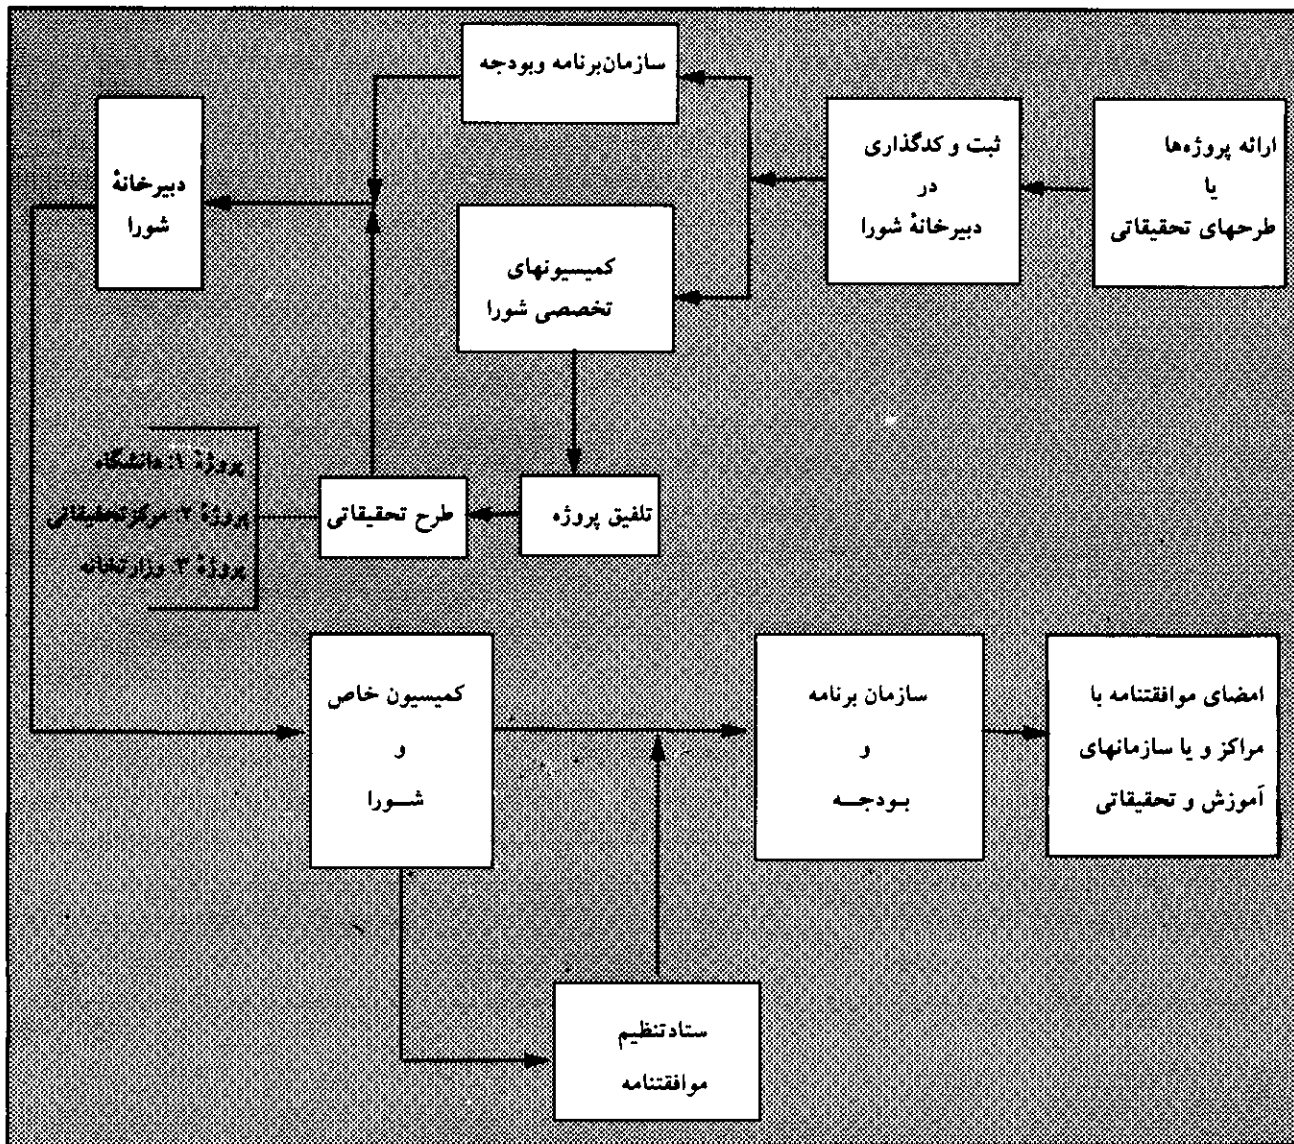 ارائه پروژه‌ها
یا
طرحهای تحقیقاتی
ثبت و کدگذاری
در
دبیرخانهٔ شورا
سازمان‌برنامه وبودجه
کمیسیونهای
تخصصی شورا
دبیرخانهٔ
شورا
تلفیق پروژه
طرح تحقیقاتی
پروژهٔ ۱: دانشگاه
پروژهٔ ۲: مرکزتحقیقاتی
پروژهٔ ۳: وزارتخانه
کمیسیون خاص
و
شــورا
سازمان برنامه
و
بـودجــه
امضای موافقتنامه با
مراکز و یا سازمانهای
آموزش و تحقیقاتی
ستادتنظیم
موافقتنامه